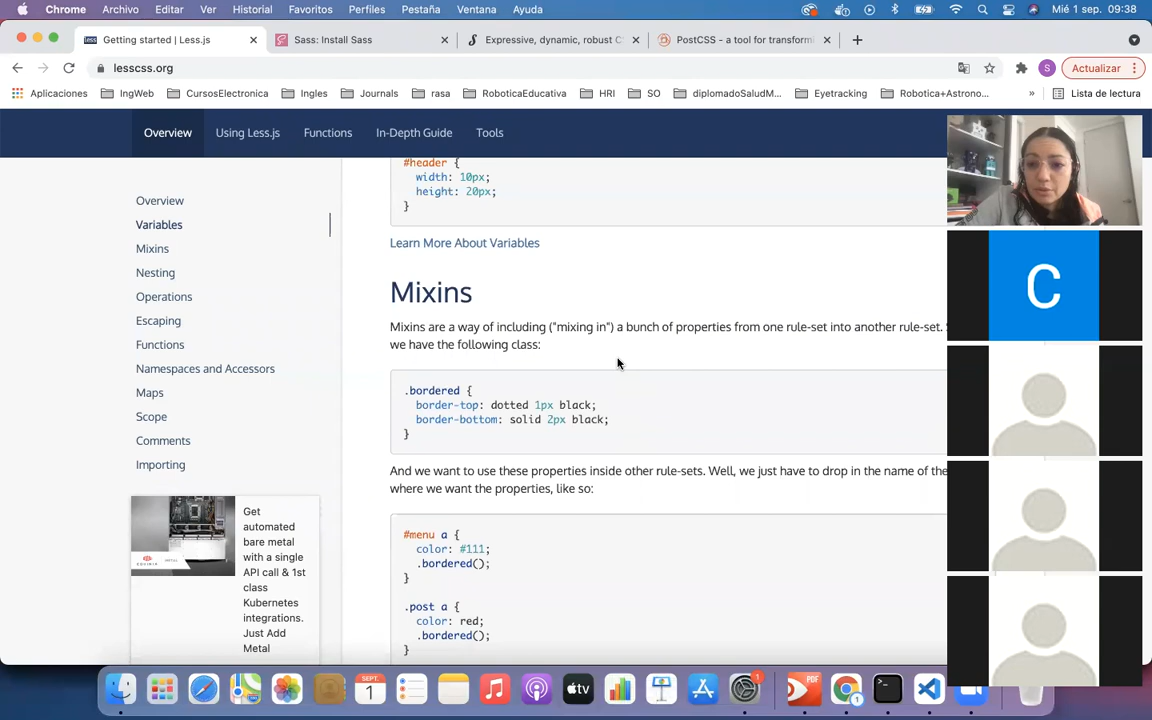 Chrome Archivo Editar Ver Historial Favoritos Perfiles Pestaña Ventana Ayuda Mié 1 sep. 09:38
Getting started | Less.js
Sass: Install Sass
Expressive, dynamic, robust C
PostCSS – a tool for transformi
lesscss.org
S
Actualizar
Aplicaciones IngWeb CursosElectronica Ingles Journals rasa RoboticaEducativa HRI SO diplomadoSaludM... Eyetracking Robotica+Astrono... » Lista de lectura
Overview Using Less.js Functions In-Depth Guide Tools
Overview
Variables
Mixins
Nesting
Operations
Escaping
Functions
Namespaces and Accessors
Maps
Scope
Comments
Importing
Get
automated
bare metal
with a single
API call & 1st
class
Kubernetes
integrations.
Just Add
Metal
#header {
width: 10px;
height: 20px;
}
Learn More About Variables
Mixins
Mixins are a way of including ("mixing in") a bunch of properties from one rule-set into another rule-set.
we have the following class:
.bordered {
border-top: dotted 1px black;
border-bottom: solid 2px black;
}
And we want to use these properties inside other rule-sets. Well, we just have to drop in the name of the
where we want the properties, like so:
#menu a {
color: #111;
.bordered();
}
.post a {
color: red;
.bordered();
}
C
SEPT.
1
tv
PDF
1
1